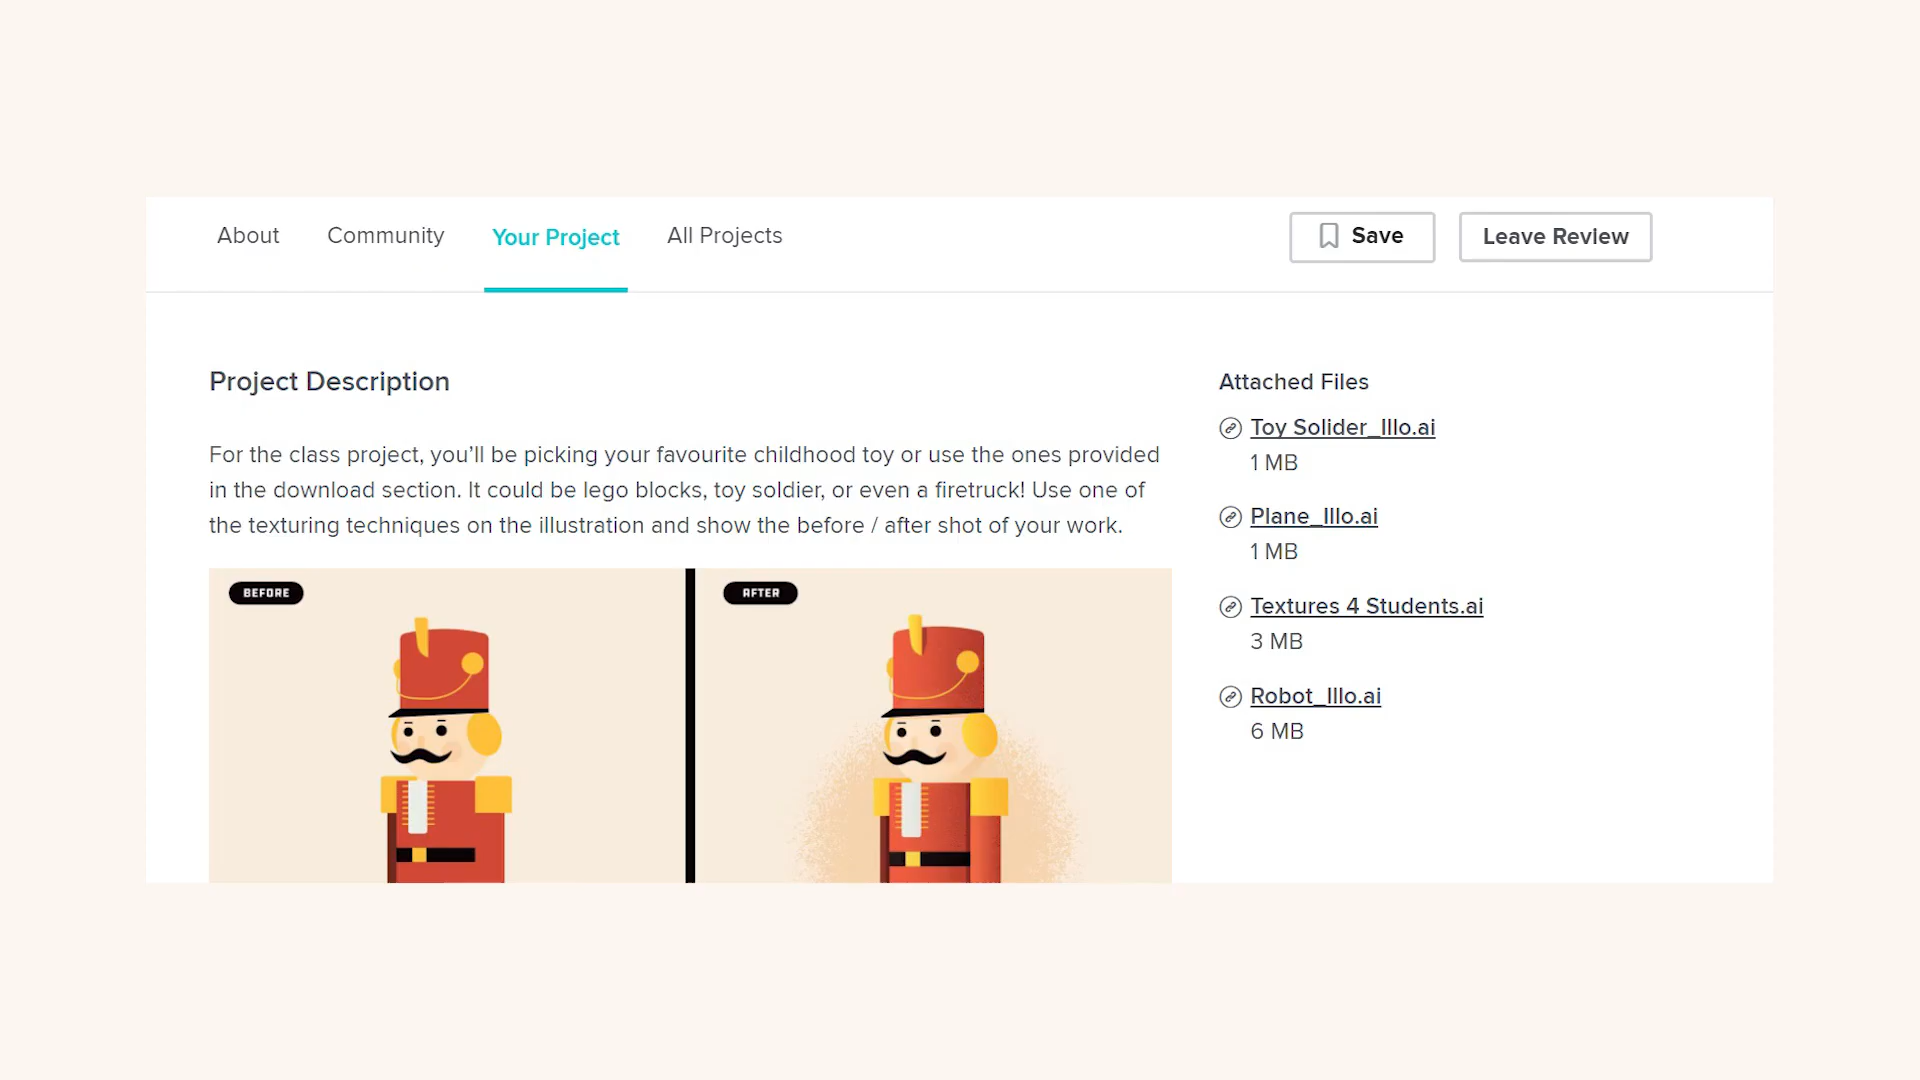 About
Community
Your Project
All Projects
Save
Leave Review
Project Description
For the class project, you’ll be picking your favourite childhood toy or use the ones provided
in the download section. It could be lego blocks, toy soldier, or even a firetruck! Use one of
the texturing techniques on the illustration and show the before / after shot of your work.
BEFORE
AFTER
Attached Files
Toy Solider_Illo.ai
1 MB
Plane_Illo.ai
1 MB
Textures 4 Students.ai
3 MB
Robot_Illo.ai
6 MB